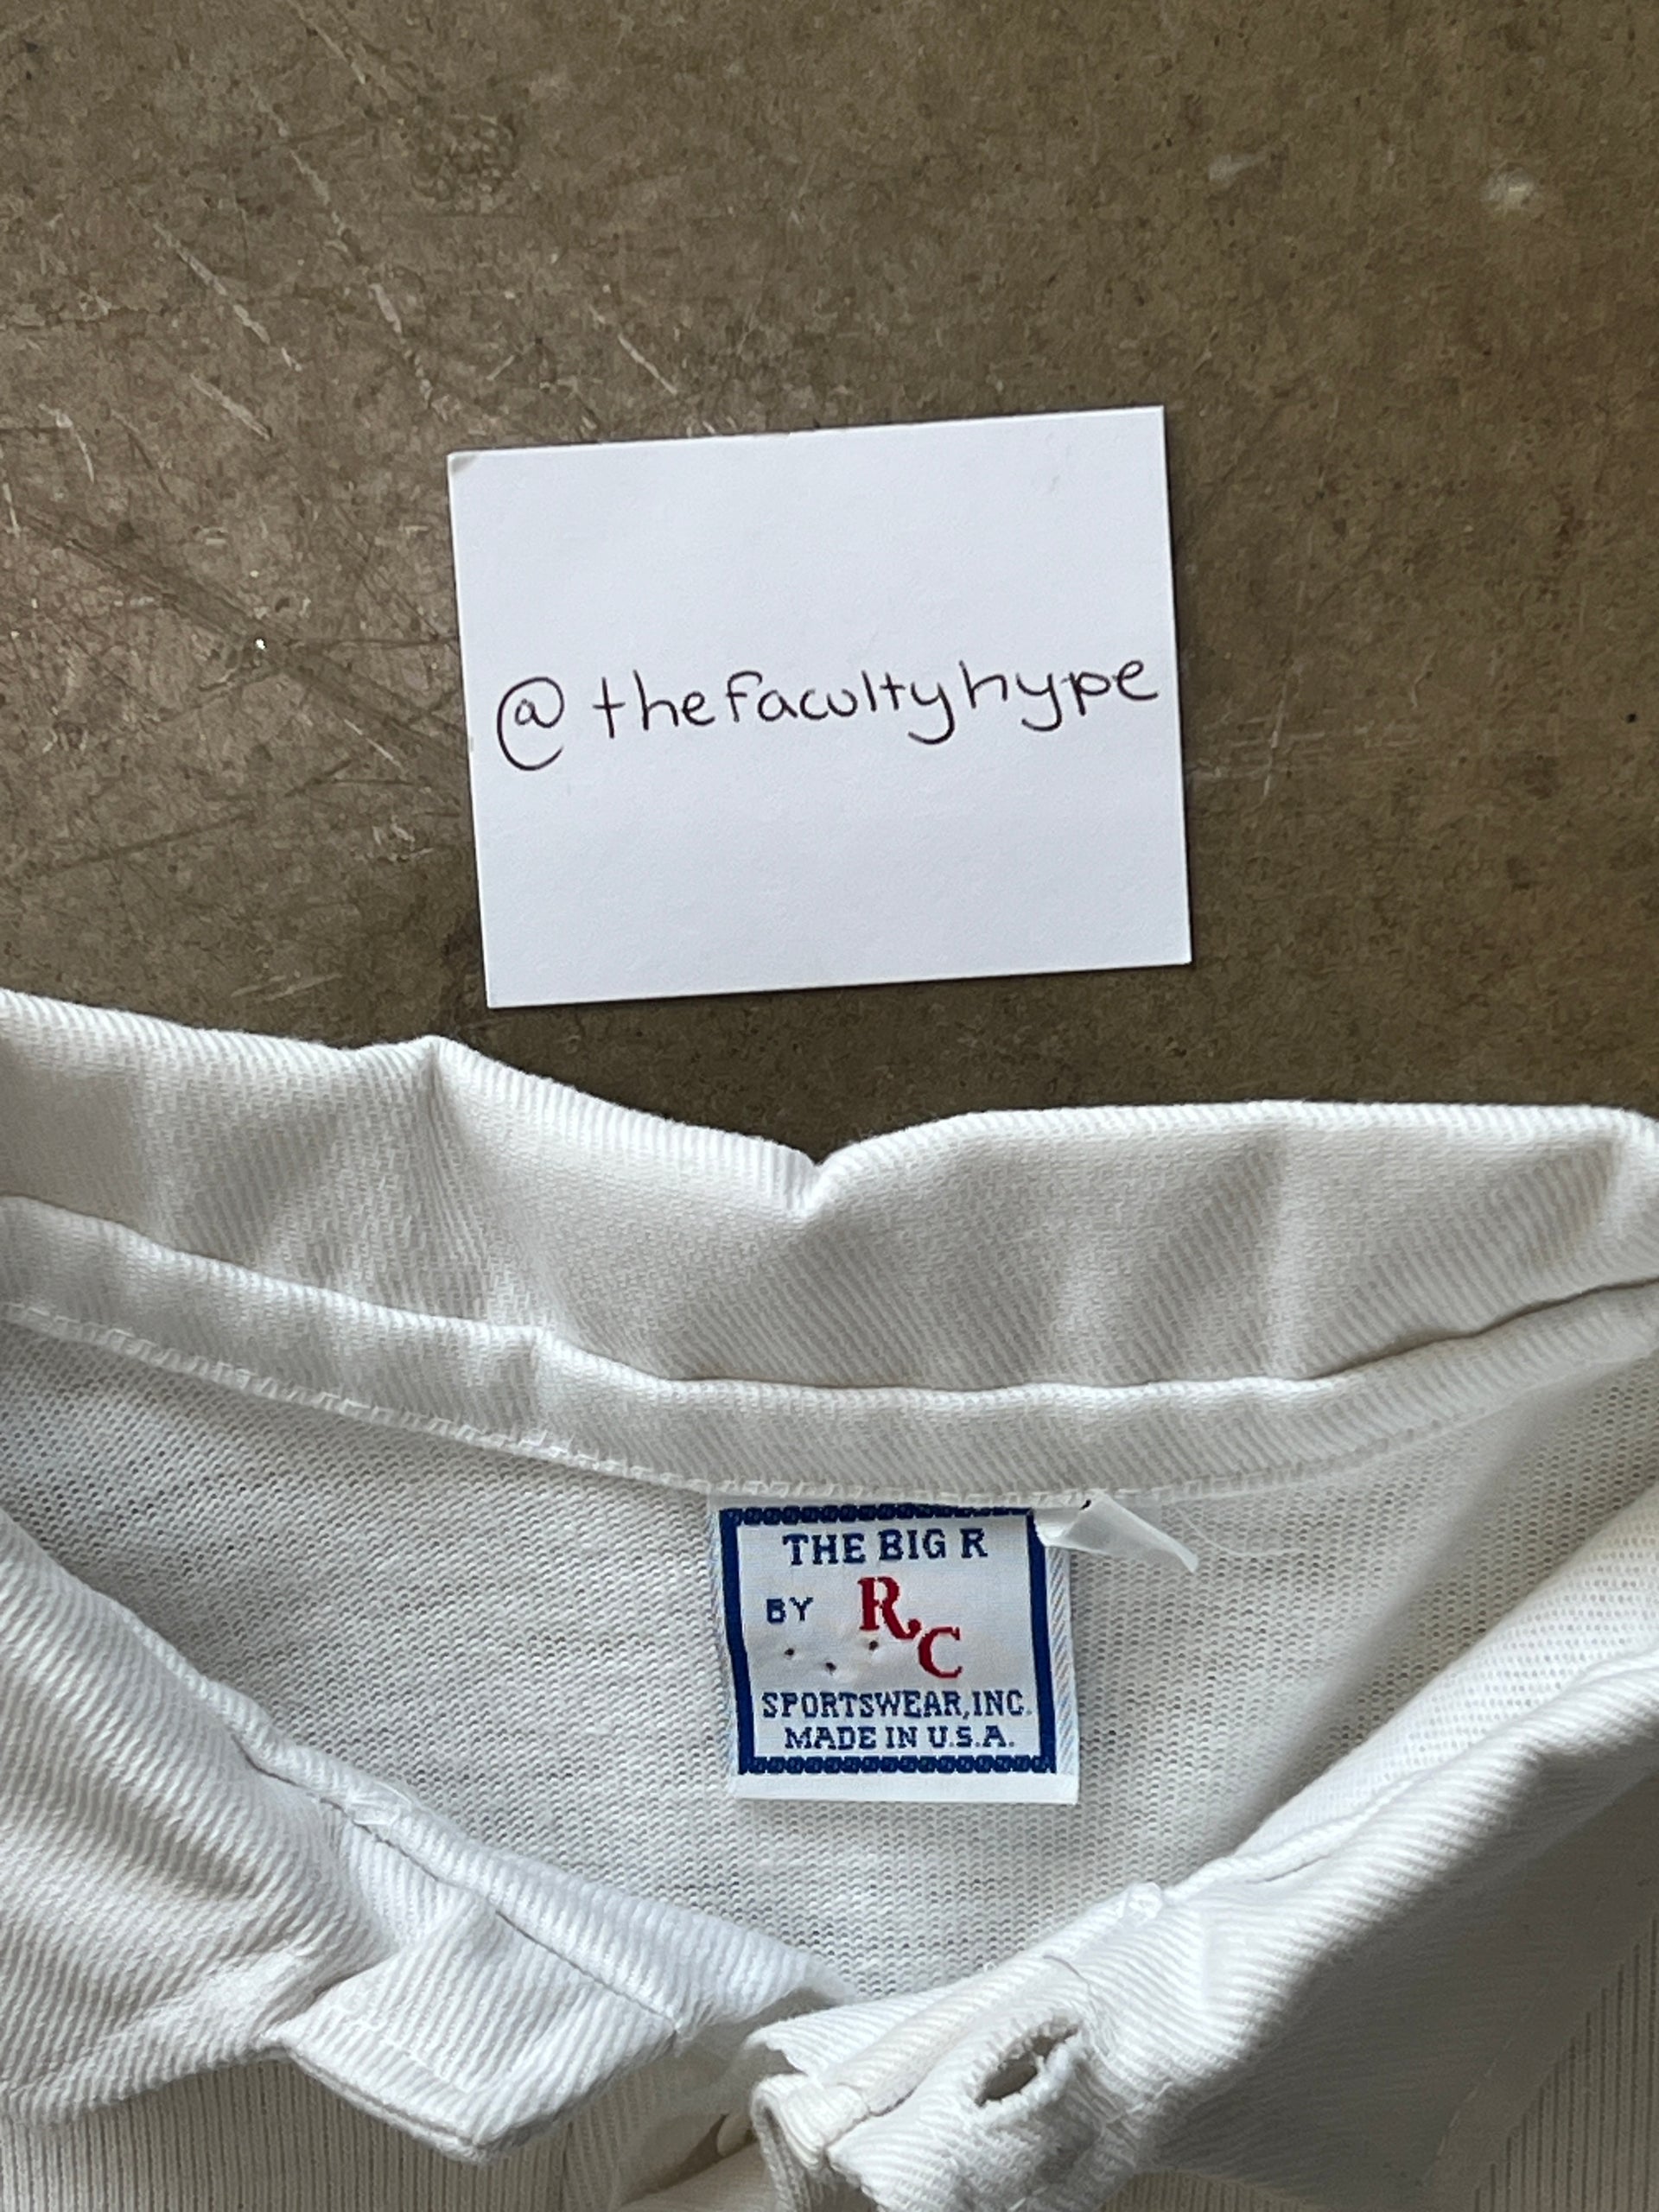 @thefacultyhype
THE BIG R
BY RC
SPORTSWEAR, INC.
MADE IN U.S.A.